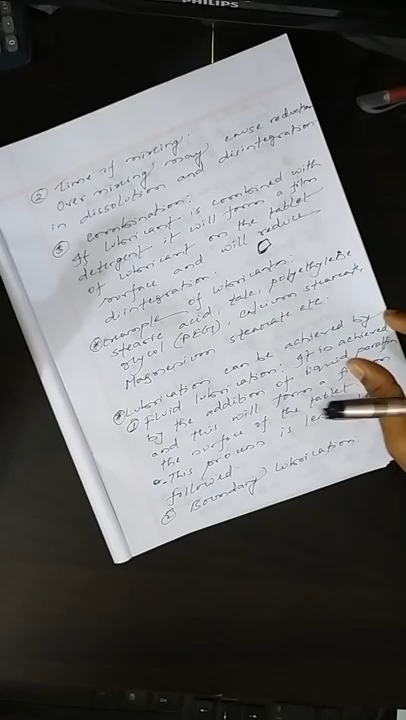 PHILIPS
② Time of mixing:
Over mixing may cause reduction
in dissolution and disintegration.
③ combination:
If lubricant is combined with
detergent it will form a film
of lubricant on the tablet
surface and will reduce
disintegration.
* Example of lubricants:
stearic acid, talc, polyethylene
glycol (PEG), calcium stearate,
Magnesium stearate etc.
* Lubrication can be achieved by
① Fluid lubrication: It is achieved
by the addition of liquid paraffin
and this will form a
the surface of the tablet
- This process is
followed.
② Boundary lubrication